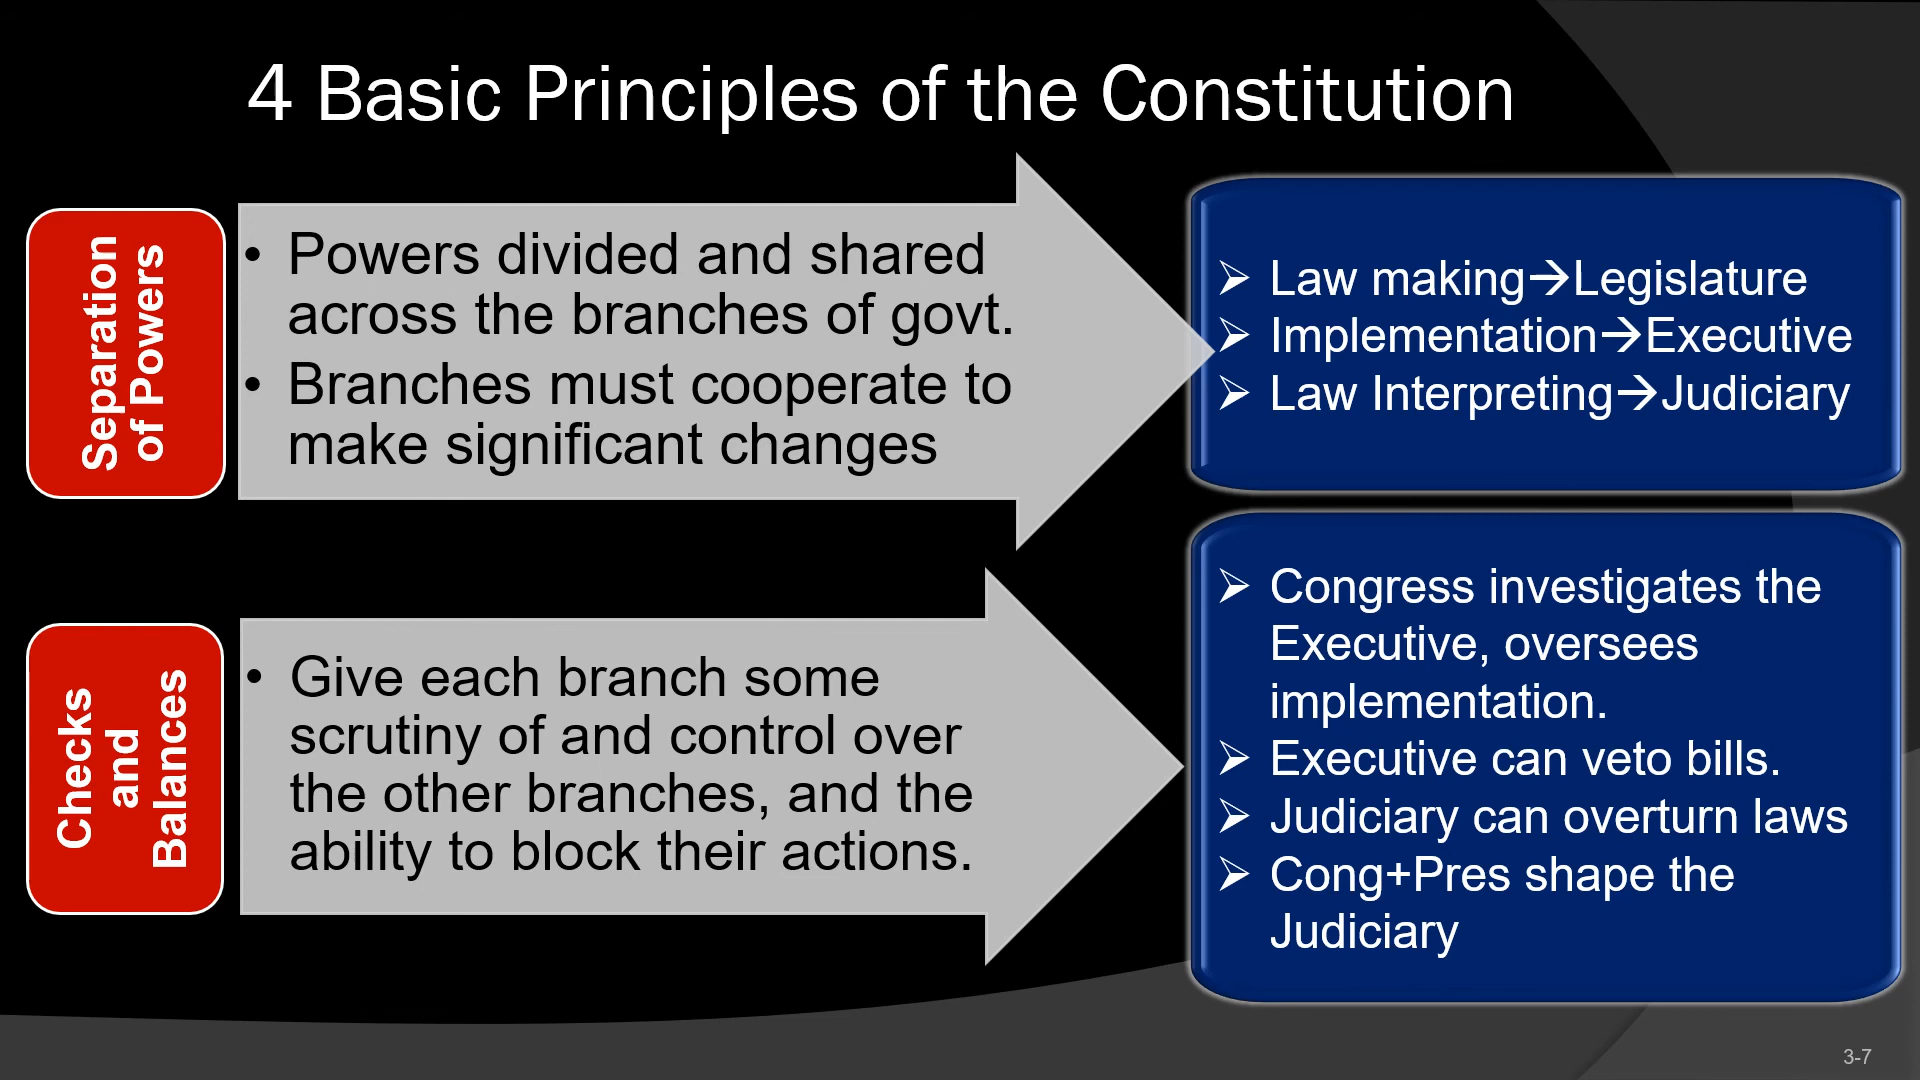 4 Basic Principles of the Constitution
Separation
of Powers
• Powers divided and shared
across the branches of govt.
• Branches must cooperate to
make significant changes
➢ Law making→Legislature
➢ Implementation→Executive
➢ Law Interpreting→Judiciary
Checks
and
Balances
• Give each branch some
scrutiny of and control over
the other branches, and the
ability to block their actions.
➢ Congress investigates the
Executive, oversees
implementation.
➢ Executive can veto bills.
➢ Judiciary can overturn laws
➢ Cong+Pres shape the
Judiciary
3-7